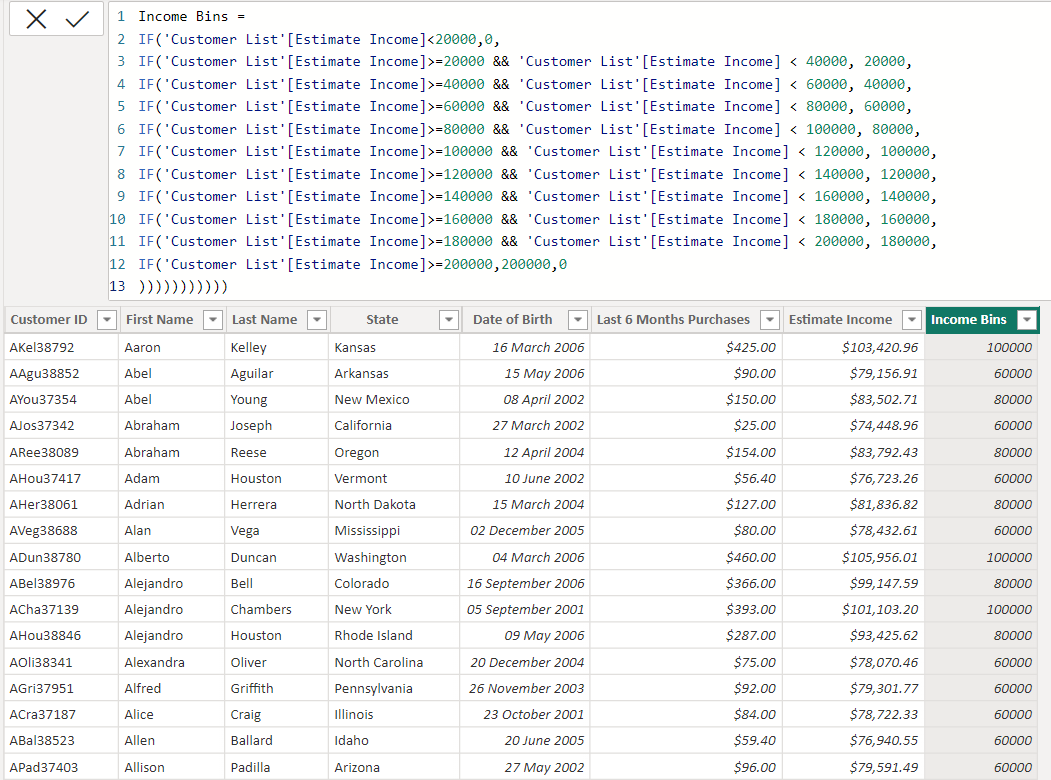 1 Income Bins =
2 IF('Customer List'[Estimate Income]<20000,0,
3 IF('Customer List'[Estimate Income]>=20000 && 'Customer List'[Estimate Income] < 40000, 20000,
4 IF('Customer List'[Estimate Income]>=40000 && 'Customer List'[Estimate Income] < 60000, 40000,
5 IF('Customer List'[Estimate Income]>=60000 && 'Customer List'[Estimate Income] < 80000, 60000,
6 IF('Customer List'[Estimate Income]>=80000 && 'Customer List'[Estimate Income] < 100000, 80000,
7 IF('Customer List'[Estimate Income]>=100000 && 'Customer List'[Estimate Income] < 120000, 100000,
8 IF('Customer List'[Estimate Income]>=120000 && 'Customer List'[Estimate Income] < 140000, 120000,
9 IF('Customer List'[Estimate Income]>=140000 && 'Customer List'[Estimate Income] < 160000, 140000,
10 IF('Customer List'[Estimate Income]>=160000 && 'Customer List'[Estimate Income] < 180000, 160000,
11 IF('Customer List'[Estimate Income]>=180000 && 'Customer List'[Estimate Income] < 200000, 180000,
12 IF('Customer List'[Estimate Income]>=200000,200000,0
13 )))))))))))
Customer ID First Name Last Name State Date of Birth Last 6 Months Purchases Estimate Income Income Bins
AKel38792 Aaron Kelley Kansas 16 March 2006 $425.00 $103,420.96 100000
AAgu38852 Abel Aguilar Arkansas 15 May 2006 $90.00 $79,156.91 60000
AYou37354 Abel Young New Mexico 08 April 2002 $150.00 $83,502.71 80000
AJos37342 Abraham Joseph California 27 March 2002 $25.00 $74,448.96 60000
ARee38089 Abraham Reese Oregon 12 April 2004 $154.00 $83,792.43 80000
AHou37417 Adam Houston Vermont 10 June 2002 $56.40 $76,723.26 60000
AHer38061 Adrian Herrera North Dakota 15 March 2004 $127.00 $81,836.82 80000
AVeg38688 Alan Vega Mississippi 02 December 2005 $80.00 $78,432.61 60000
ADun38780 Alberto Duncan Washington 04 March 2006 $460.00 $105,956.01 100000
ABel38976 Alejandro Bell Colorado 16 September 2006 $366.00 $99,147.59 80000
ACha37139 Alejandro Chambers New York 05 September 2001 $393.00 $101,103.20 100000
AHou38846 Alejandro Houston Rhode Island 09 May 2006 $287.00 $93,425.62 80000
AOli38341 Alexandra Oliver North Carolina 20 December 2004 $75.00 $78,070.46 60000
AGri37951 Alfred Griffith Pennsylvania 26 November 2003 $92.00 $79,301.77 60000
ACra37187 Alice Craig Illinois 23 October 2001 $84.00 $78,722.33 60000
ABal38523 Allen Ballard Idaho 20 June 2005 $59.40 $76,940.55 60000
APad37403 Allison Padilla Arizona 27 May 2002 $96.00 $79,591.49 60000